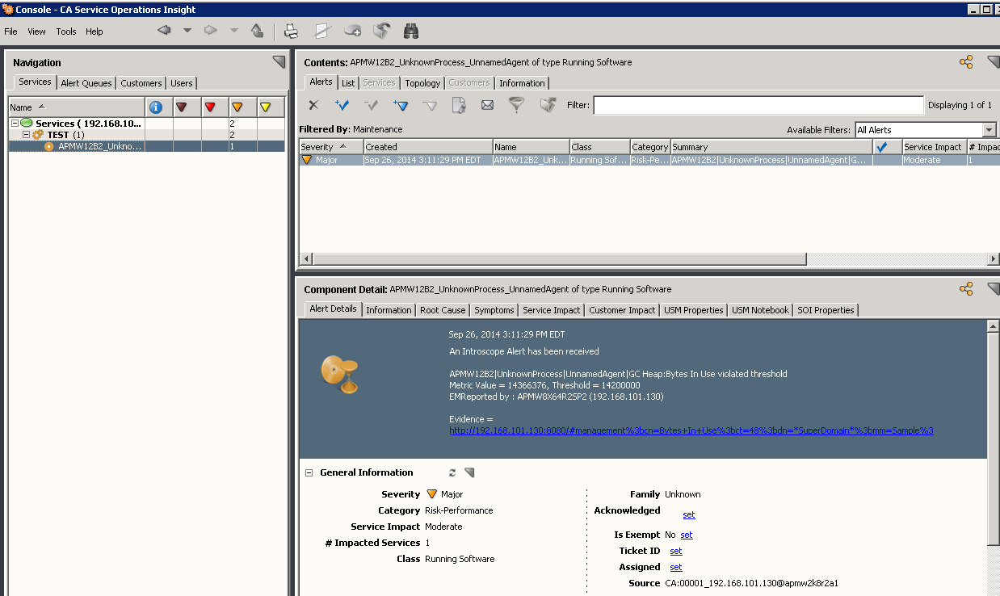 Console - CA Service Operations Insight
File View Tools Help
Navigation
Services Alert Queues Customers Users
Name
Services ( 192.168.10... 2
TEST (1) 2
APMW12B2_Unkno... 1
Contents: APMW12B2_UnknownProcess_UnnamedAgent of type Running Software
Alerts List Services Topology Customers Information
Filter: Displaying 1 of 1
Filtered By: Maintenance Available Filters: All Alerts
Severity Created Name Class Category Summary Service Impact # Impac
Major Sep 26, 2014 3:11:29 PM EDT APMW12B2_Unk... Running Sof... Risk-Pe... APMW12B2|UnknownProcess|UnnamedAgent|G... Moderate 1
Component Detail: APMW12B2_UnknownProcess_UnnamedAgent of type Running Software
Alert Details Information Root Cause Symptoms Service Impact Customer Impact USM Properties USM Notebook SOI Properties
Sep 26, 2014 3:11:29 PM EDT
An Introscope Alert has been received
APMW12B2|UnknownProcess|UnnamedAgent|GC Heap:Bytes In Use violated threshold
Metric Value = 14366376, Threshold = 14200000
EMReported by : APMW8X64R2SP2 (192.168.101.130)
Evidence =
http://192.168.101.130:8080/#management%3bcn=Bytes+In+Use%3bct=48%3bdn=*SuperDomain*%3bmm=Sample%3
General Information
Severity Major Family Unknown
Category Risk-Performance Acknowledged set
Service Impact Moderate Is Exempt No set
# Impacted Services 1 Ticket ID set
Class Running Software Assigned set
Source CA:00001_192.168.101.130@apmw2k8r2a1